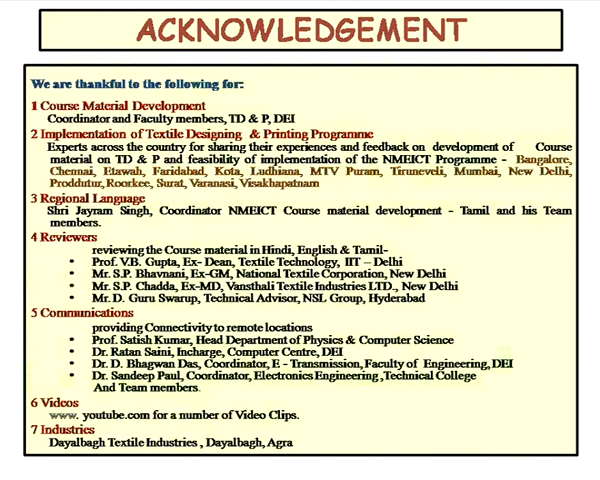 ACKNOWLEDGEMENT
We are thankful to the following for:
1 Course Material Development
Coordinator and Faculty members, TD & P, DEI
2 Implementation of Textile Designing & Printing Programme
Experts across the country for sharing their experiences and feedback on development of Course
material on TD & P and feasibility of implementation of the NMEICT Programme - Bangalore,
Chennai, Etawah, Faridabad, Kota, Ludhiana, MTV Puram, Tiruneveli, Mumbai, New Delhi,
Proddutur, Roorkee, Surat, Varanasi, Visakhapatnam
3 Regional Language
Shri Jayram Singh, Coordinator NMEICT Course material development - Tamil and his Team
members.
4 Reviewers
reviewing the Course material in Hindi, English & Tamil-
• Prof. V.B. Gupta, Ex- Dean, Textile Technology, IIT – Delhi
• Mr. S.P. Bhavnani, Ex-GM, National Textile Corporation, New Delhi
• Mr. S.P. Chadda, Ex-MD, Vansthali Textile Industries LTD., New Delhi
• Mr. D. Guru Swarup, Technical Advisor, NSL Group, Hyderabad
5 Communications
providing Connectivity to remote locations
• Prof. Satish Kumar, Head Department of Physics & Computer Science
• Dr. Ratan Saini, Incharge, Computer Centre, DEI
• Dr. D. Bhagwan Das, Coordinator, E - Transmission, Faculty of Engineering, DEI
• Dr. Sandeep Paul, Coordinator, Electronics Engineering ,Technical College
And Team members.
6 Videos
www. youtube.com for a number of Video Clips.
7 Industries
Dayalbagh Textile Industries , Dayalbagh, Agra